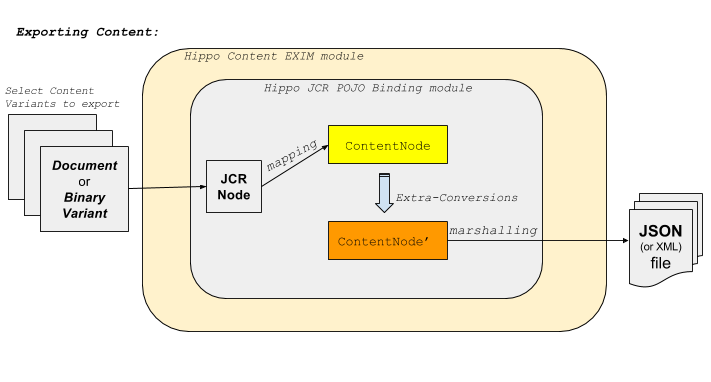 Exporting Content:
Hippo Content EXIM module
Hippo JCR POJO Binding module
Select Content
Variants to export
Document
or
Binary
Variant
JCR
Node
mapping
ContentNode
Extra-Conversions
ContentNode’
marshalling
JSON
(or XML)
file